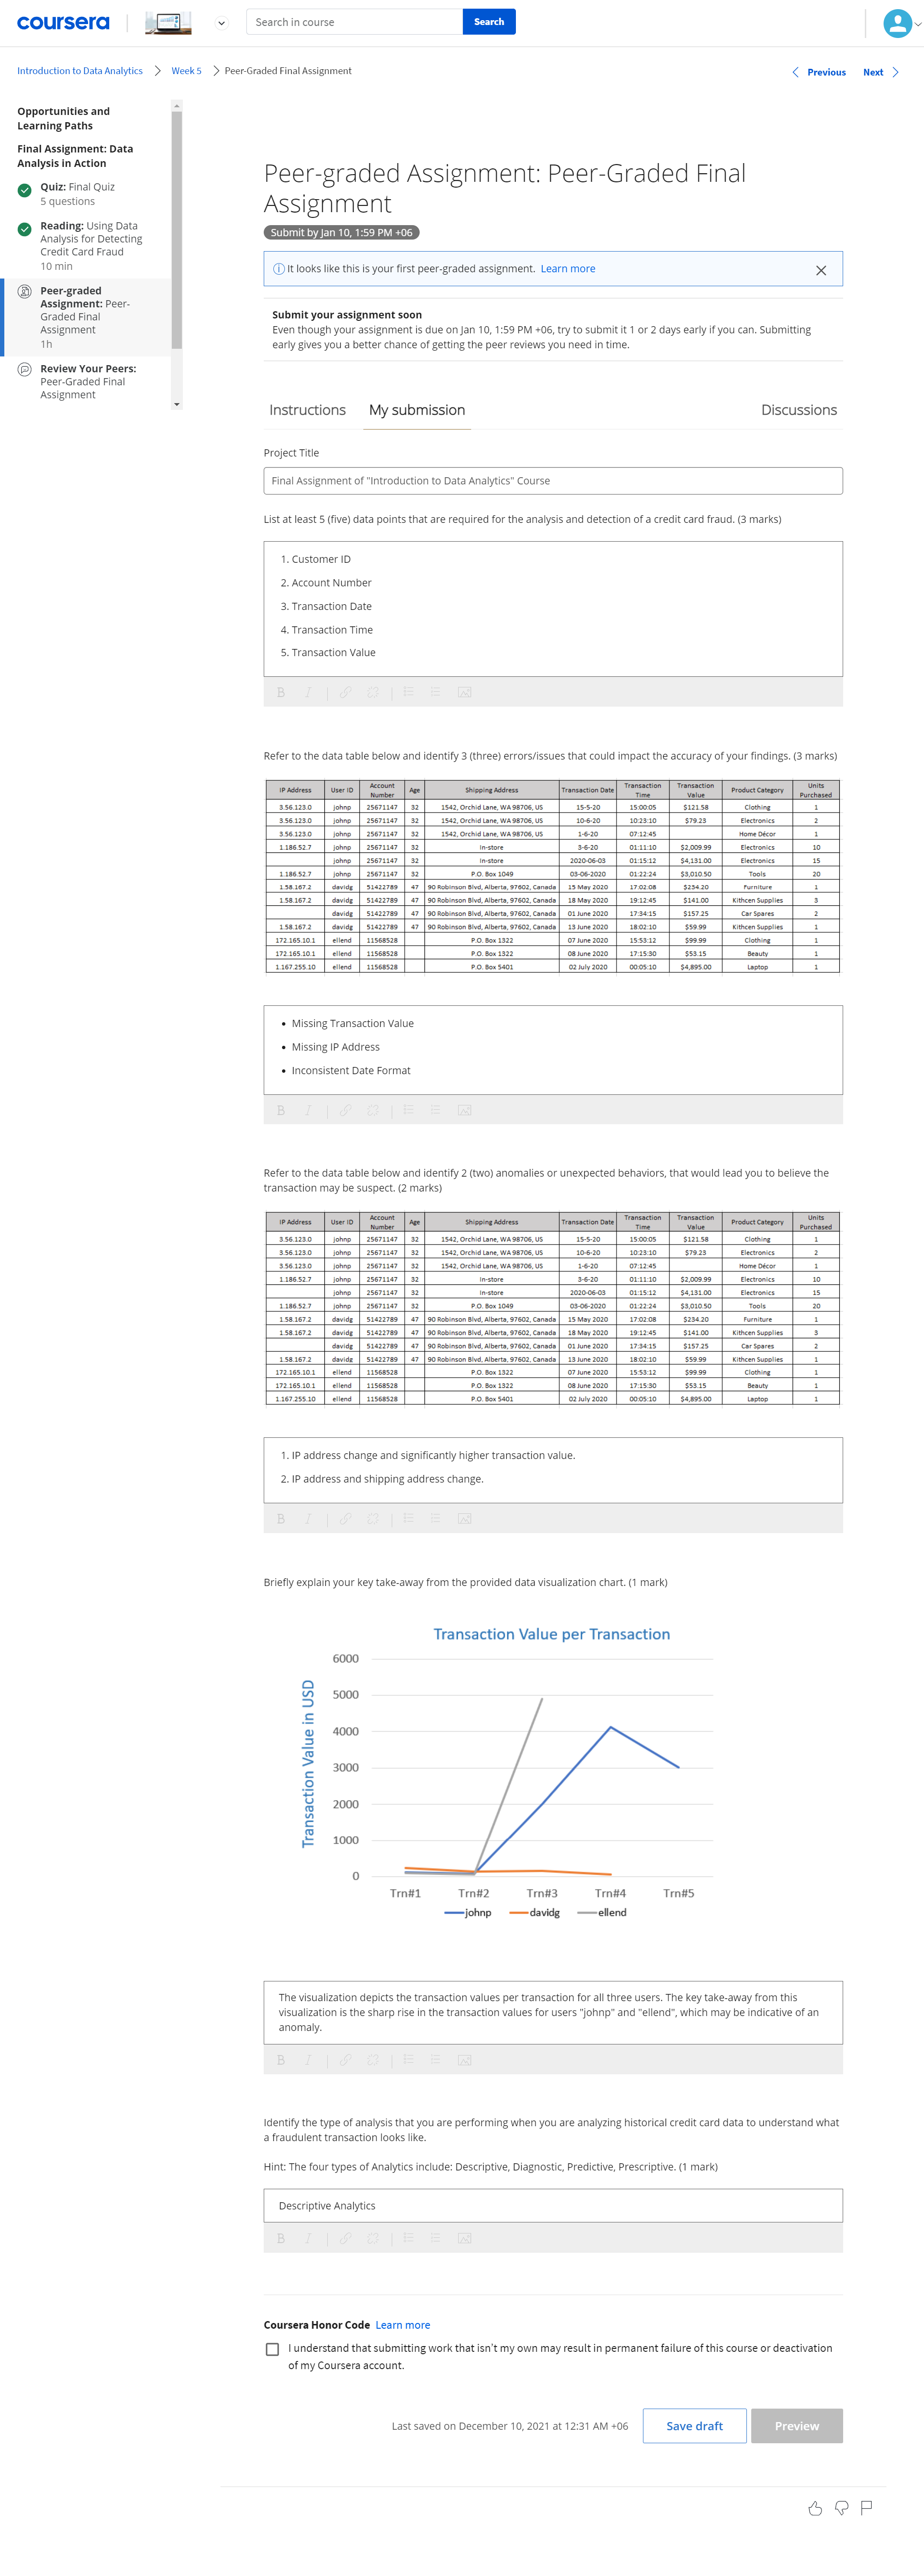 coursera
Search in course
Search
Introduction to Data Analytics
Week 5
Peer-Graded Final Assignment
Previous
Next
Opportunities and
Learning Paths
Final Assignment: Data
Analysis in Action
Quiz: Final Quiz
5 questions
Reading: Using Data
Analysis for Detecting
Credit Card Fraud
10 min
Peer-graded
Assignment: Peer-
Graded Final
Assignment
1h
Review Your Peers:
Peer-Graded Final
Assignment
Peer-graded Assignment: Peer-Graded Final
Assignment
Submit by Jan 10, 1:59 PM +06
It looks like this is your first peer-graded assignment. Learn more
Submit your assignment soon
Even though your assignment is due on Jan 10, 1:59 PM +06, try to submit it 1 or 2 days early if you can. Submitting
early gives you a better chance of getting the peer reviews you need in time.
Instructions
My submission
Discussions
Project Title
Final Assignment of "Introduction to Data Analytics" Course
List at least 5 (five) data points that are required for the analysis and detection of a credit card fraud. (3 marks)
1. Customer ID
2. Account Number
3. Transaction Date
4. Transaction Time
5. Transaction Value
Refer to the data table below and identify 3 (three) errors/issues that could impact the accuracy of your findings. (3 marks)
IP Address User ID Account Number Age Shipping Address Transaction Date Transaction Time Transaction Value Product Category Units Purchased
3.56.123.0 johnp 25671147 32 1542, Orchid Lane, WA 98706, US 15-5-20 15:00:05 $121.58 Clothing 1
3.56.123.0 johnp 25671147 32 1542, Orchid Lane, WA 98706, US 10-6-20 10:23:10 $79.23 Electronics 2
3.56.123.0 johnp 25671147 32 1542, Orchid Lane, WA 98706, US 1-6-20 07:12:45 Home Décor 1
1.186.52.7 johnp 25671147 32 In-store 3-6-20 01:11:10 $2,009.99 Electronics 10
johnp 25671147 32 In-store 2020-06-03 01:15:12 $4,131.00 Electronics 15
1.186.52.7 johnp 25671147 32 P.O. Box 1049 03-06-2020 01:22:24 $3,010.50 Tools 20
1.58.167.2 davidg 51422789 47 90 Robinson Blvd, Alberta, 97602, Canada 15 May 2020 17:02:08 $234.20 Furniture 1
1.58.167.2 davidg 51422789 47 90 Robinson Blvd, Alberta, 97602, Canada 18 May 2020 19:12:45 $141.00 Kithcen Supplies 3
davidg 51422789 47 90 Robinson Blvd, Alberta, 97602, Canada 01 June 2020 17:34:15 $157.25 Car Spares 2
1.58.167.2 davidg 51422789 47 90 Robinson Blvd, Alberta, 97602, Canada 13 June 2020 18:02:10 $59.99 Kithcen Supplies 1
172.165.10.1 ellend 11568528 P.O. Box 1322 07 June 2020 15:53:12 $99.99 Clothing 1
172.165.10.1 ellend 11568528 P.O. Box 1322 08 June 2020 17:15:30 $53.15 Beauty 1
1.167.255.10 ellend 11568528 P.O. Box 5401 02 July 2020 00:05:10 $4,895.00 Laptop 1
Missing Transaction Value
Missing IP Address
Inconsistent Date Format
Refer to the data table below and identify 2 (two) anomalies or unexpected behaviors, that would lead you to believe the
transaction may be suspect. (2 marks)
IP Address User ID Account Number Age Shipping Address Transaction Date Transaction Time Transaction Value Product Category Units Purchased
3.56.123.0 johnp 25671147 32 1542, Orchid Lane, WA 98706, US 15-5-20 15:00:05 $121.58 Clothing 1
3.56.123.0 johnp 25671147 32 1542, Orchid Lane, WA 98706, US 10-6-20 10:23:10 $79.23 Electronics 2
3.56.123.0 johnp 25671147 32 1542, Orchid Lane, WA 98706, US 1-6-20 07:12:45 Home Décor 1
1.186.52.7 johnp 25671147 32 In-store 3-6-20 01:11:10 $2,009.99 Electronics 10
johnp 25671147 32 In-store 2020-06-03 01:15:12 $4,131.00 Electronics 15
1.186.52.7 johnp 25671147 32 P.O. Box 1049 03-06-2020 01:22:24 $3,010.50 Tools 20
1.58.167.2 davidg 51422789 47 90 Robinson Blvd, Alberta, 97602, Canada 15 May 2020 17:02:08 $234.20 Furniture 1
1.58.167.2 davidg 51422789 47 90 Robinson Blvd, Alberta, 97602, Canada 18 May 2020 19:12:45 $141.00 Kithcen Supplies 3
davidg 51422789 47 90 Robinson Blvd, Alberta, 97602, Canada 01 June 2020 17:34:15 $157.25 Car Spares 2
1.58.167.2 davidg 51422789 47 90 Robinson Blvd, Alberta, 97602, Canada 13 June 2020 18:02:10 $59.99 Kithcen Supplies 1
172.165.10.1 ellend 11568528 P.O. Box 1322 07 June 2020 15:53:12 $99.99 Clothing 1
172.165.10.1 ellend 11568528 P.O. Box 1322 08 June 2020 17:15:30 $53.15 Beauty 1
1.167.255.10 ellend 11568528 P.O. Box 5401 02 July 2020 00:05:10 $4,895.00 Laptop 1
1. IP address change and significantly higher transaction value.
2. IP address and shipping address change.
Briefly explain your key take-away from the provided data visualization chart. (1 mark)
Transaction Value per Transaction
Transaction Value in USD
6000
5000
4000
3000
2000
1000
0
Trn#1 Trn#2 Trn#3 Trn#4 Trn#5
johnp davidg ellend
The visualization depicts the transaction values per transaction for all three users. The key take-away from this
visualization is the sharp rise in the transaction values for users "johnp" and "ellend", which may be indicative of an
anomaly.
Identify the type of analysis that you are performing when you are analyzing historical credit card data to understand what
a fraudulent transaction looks like.
Hint: The four types of Analytics include: Descriptive, Diagnostic, Predictive, Prescriptive. (1 mark)
Descriptive Analytics
Coursera Honor Code Learn more
I understand that submitting work that isn't my own may result in permanent failure of this course or deactivation
of my Coursera account.
Last saved on December 10, 2021 at 12:31 AM +06
Save draft
Preview